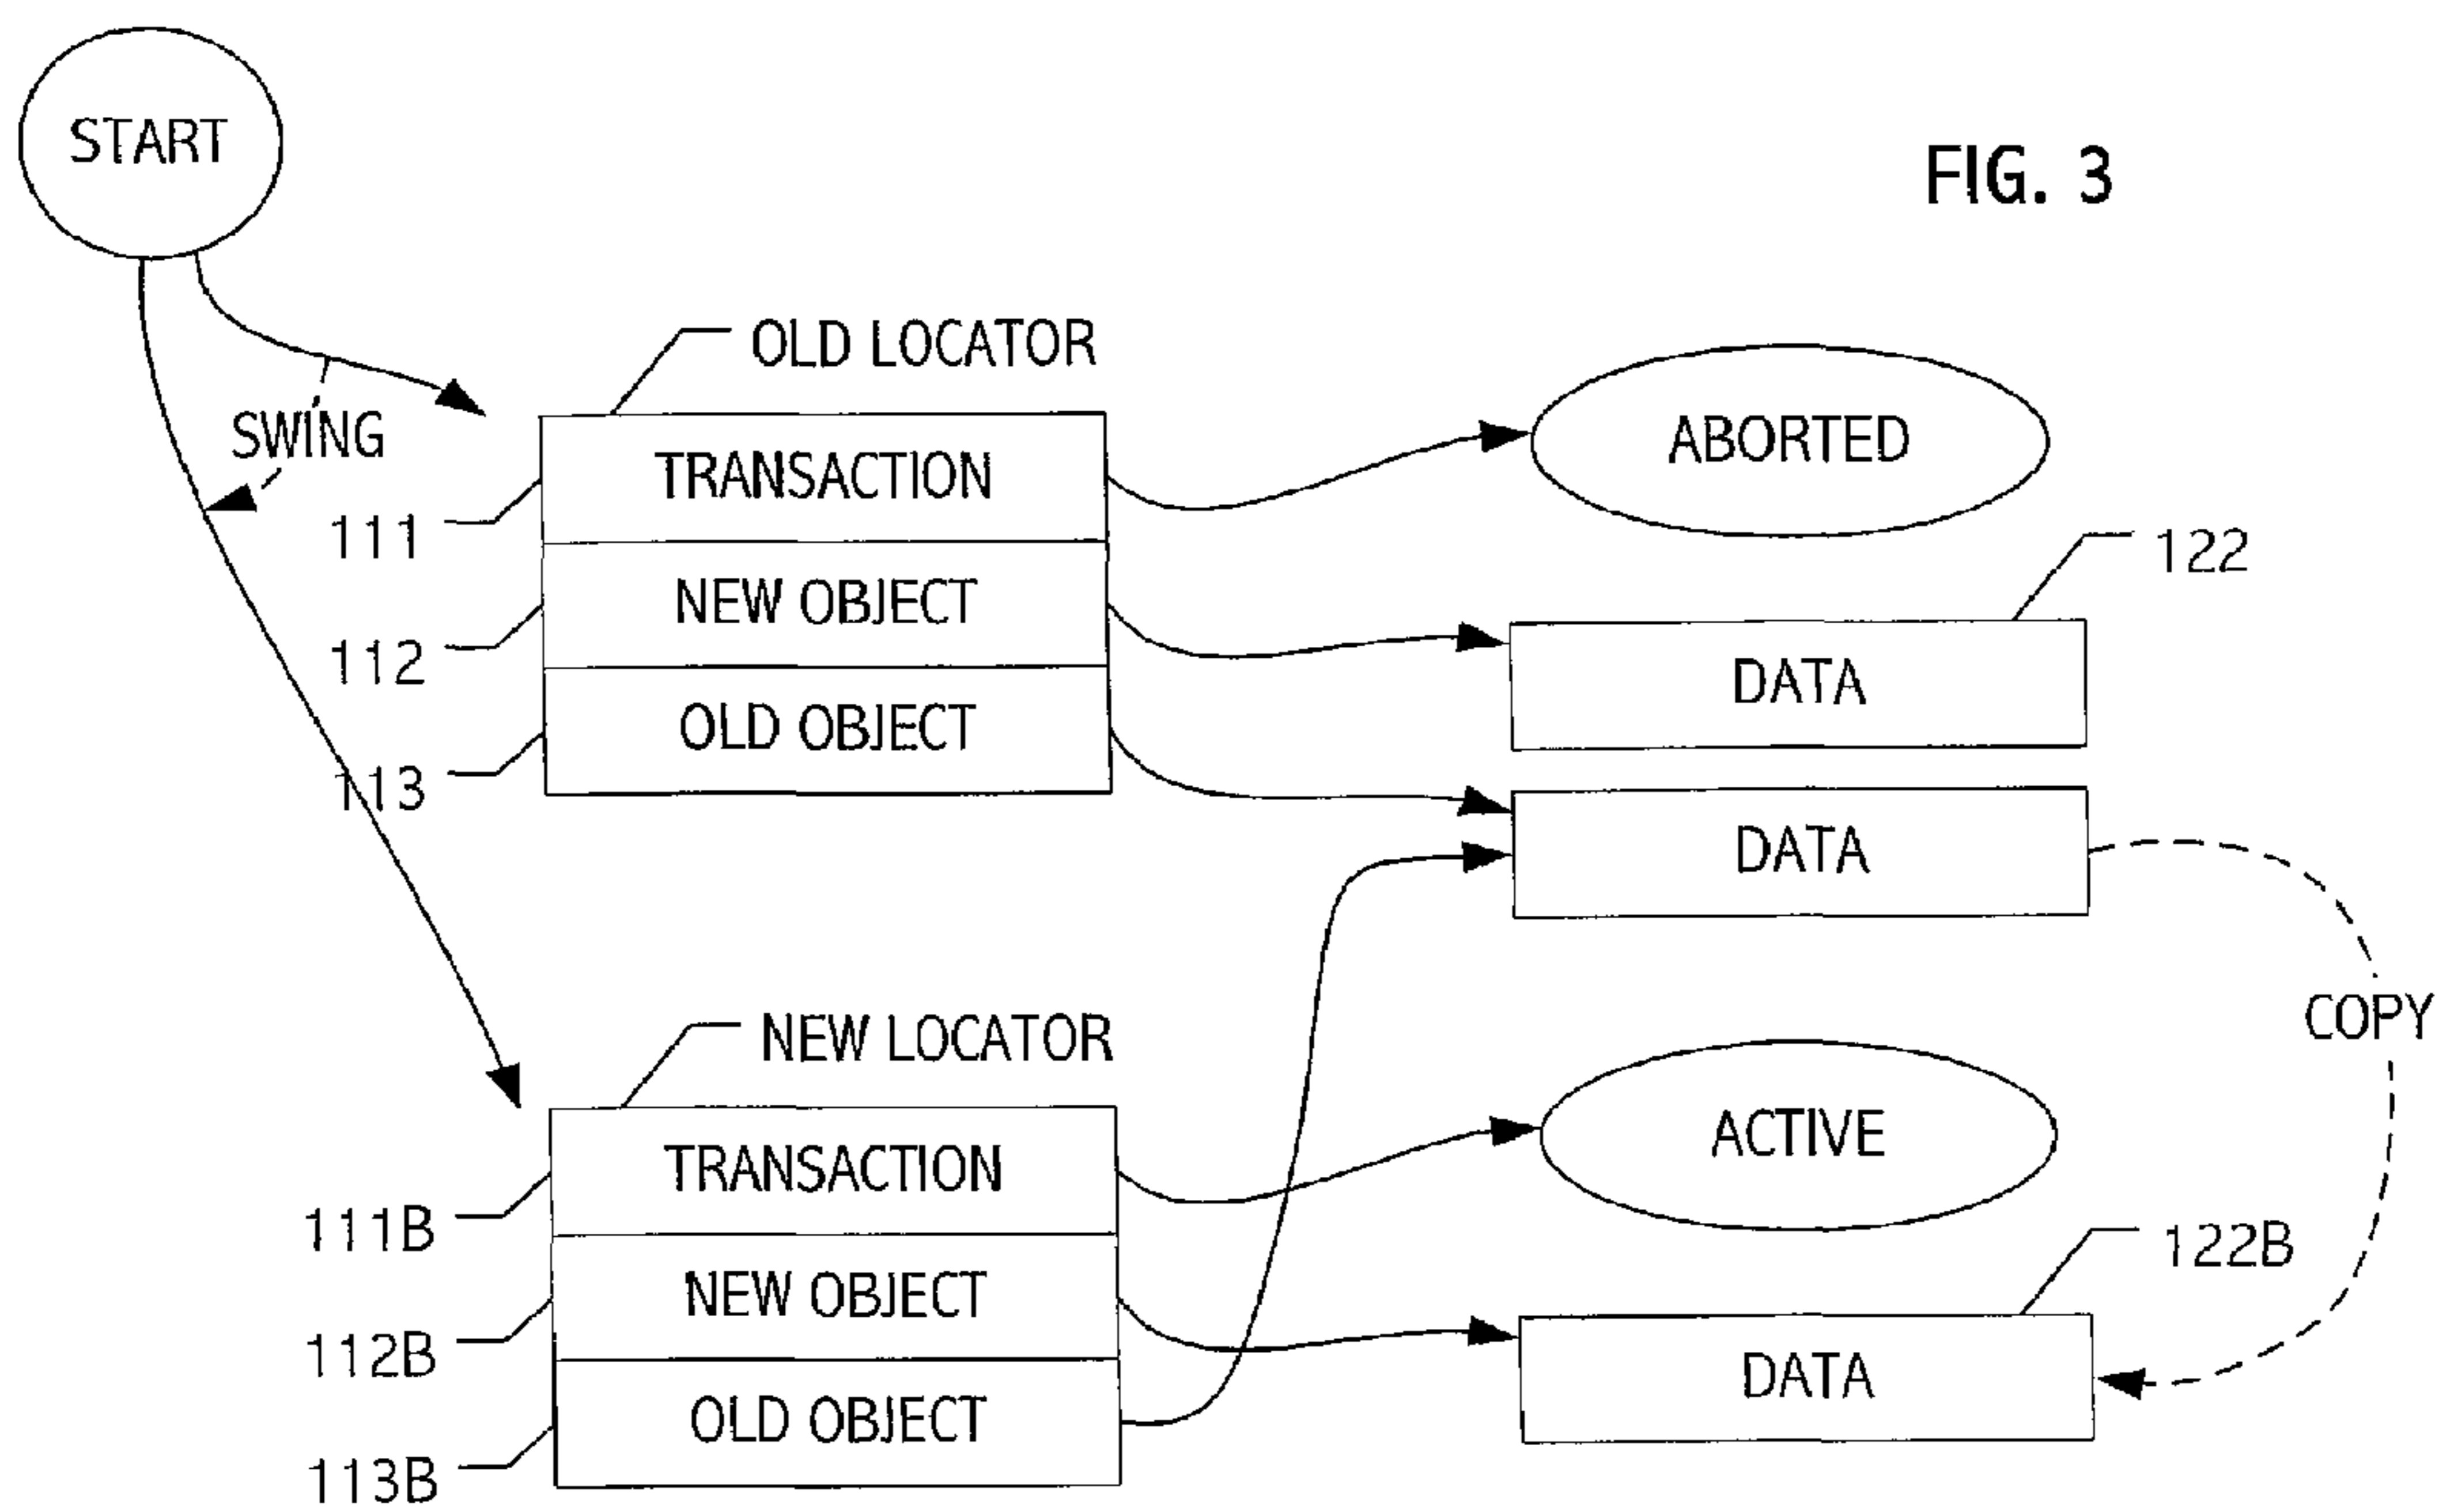 START
FIG. 3
OLD LOCATOR
SWING
TRANSACTION
ABORTED
111
122
NEW OBJECT
112
DATA
OLD OBJECT
113
DATA
COPY
NEW LOCATOR
TRANSACTION
ACTIVE
111B
122B
NEW OBJECT
112B
DATA
OLD OBJECT
113B